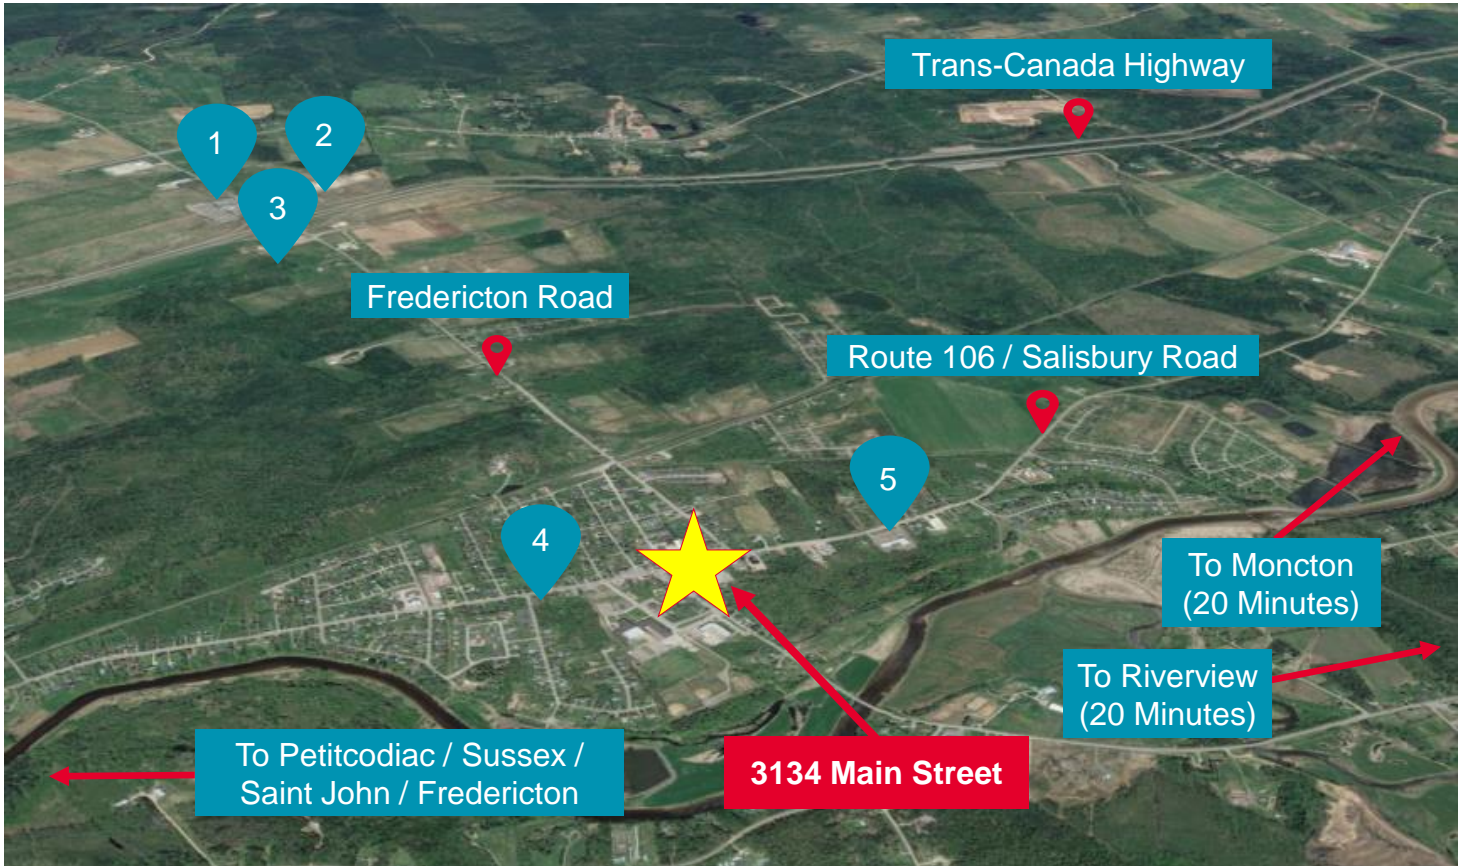 Trans-Canada Highway
1
2
3
Fredericton Road
Route 106 / Salisbury Road
5
4
To Moncton
(20 Minutes)
To Riverview
(20 Minutes)
To Petitcodiac / Sussex /
Saint John / Fredericton
3134 Main Street